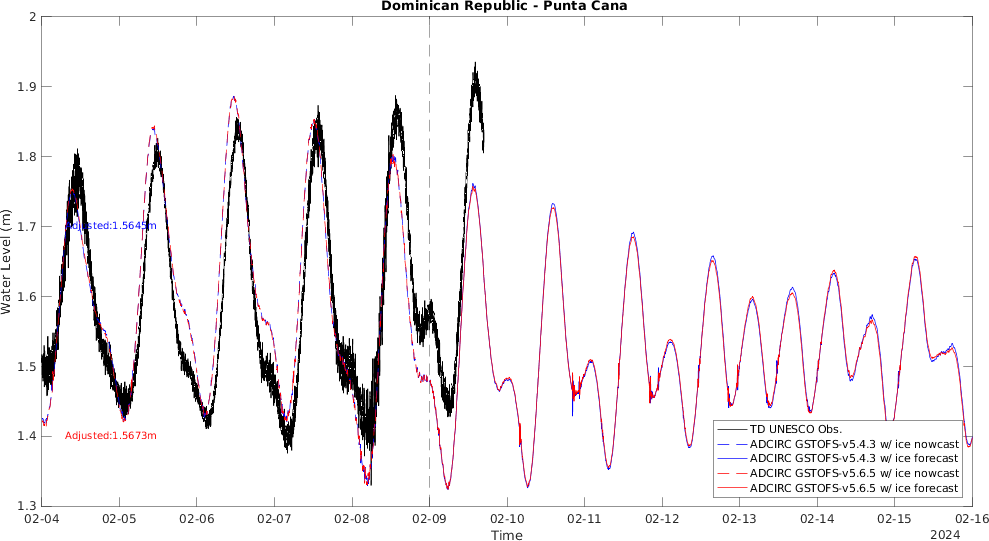 Dominican Republic - Punta Cana
Water Level (m)
2
1.9
1.8
1.7
1.6
1.5
1.4
1.3
Adjusted:1.5645m
Adjusted:1.5673m
TD UNESCO Obs.
ADCIRC GSTOFS-v5.4.3 w/ ice nowcast
ADCIRC GSTOFS-v5.4.3 w/ ice forecast
ADCIRC GSTOFS-v5.6.5 w/ ice nowcast
ADCIRC GSTOFS-v5.6.5 w/ ice forecast
02-04 02-05 02-06 02-07 02-08 02-09 02-10 02-11 02-12 02-13 02-14 02-15 02-16
Time
2024